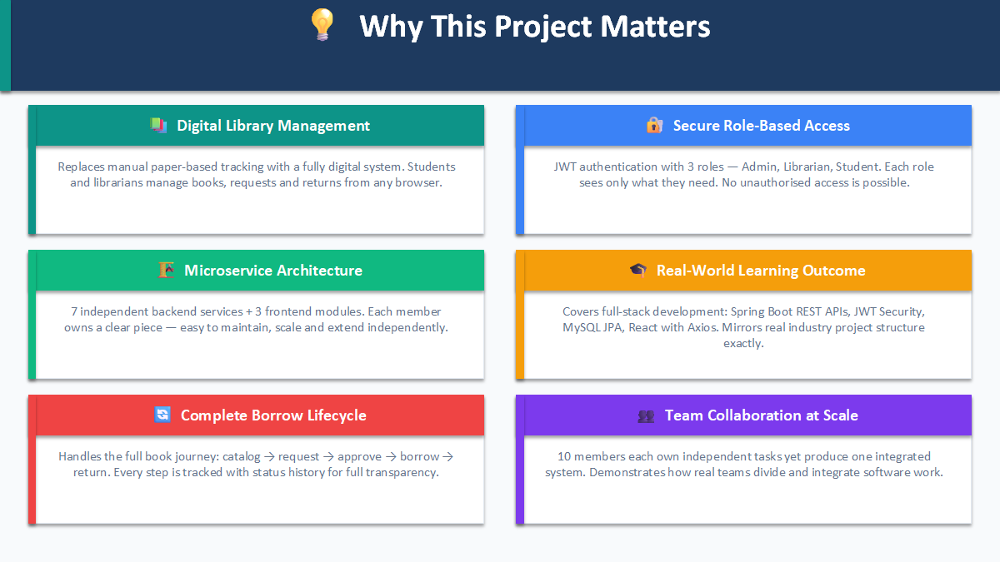 Why This Project Matters
Digital Library Management
Replaces manual paper-based tracking with a fully digital system. Students
and librarians manage books, requests and returns from any browser.
Secure Role-Based Access
JWT authentication with 3 roles — Admin, Librarian, Student. Each role
sees only what they need. No unauthorised access is possible.
Microservice Architecture
7 independent backend services + 3 frontend modules. Each member
owns a clear piece — easy to maintain, scale and extend independently.
Real-World Learning Outcome
Covers full-stack development: Spring Boot REST APIs, JWT Security,
MySQL JPA, React with Axios. Mirrors real industry project structure
exactly.
Complete Borrow Lifecycle
Handles the full book journey: catalog → request → approve → borrow →
return. Every step is tracked with status history for full transparency.
Team Collaboration at Scale
10 members each own independent tasks yet produce one integrated
system. Demonstrates how real teams divide and integrate software work.